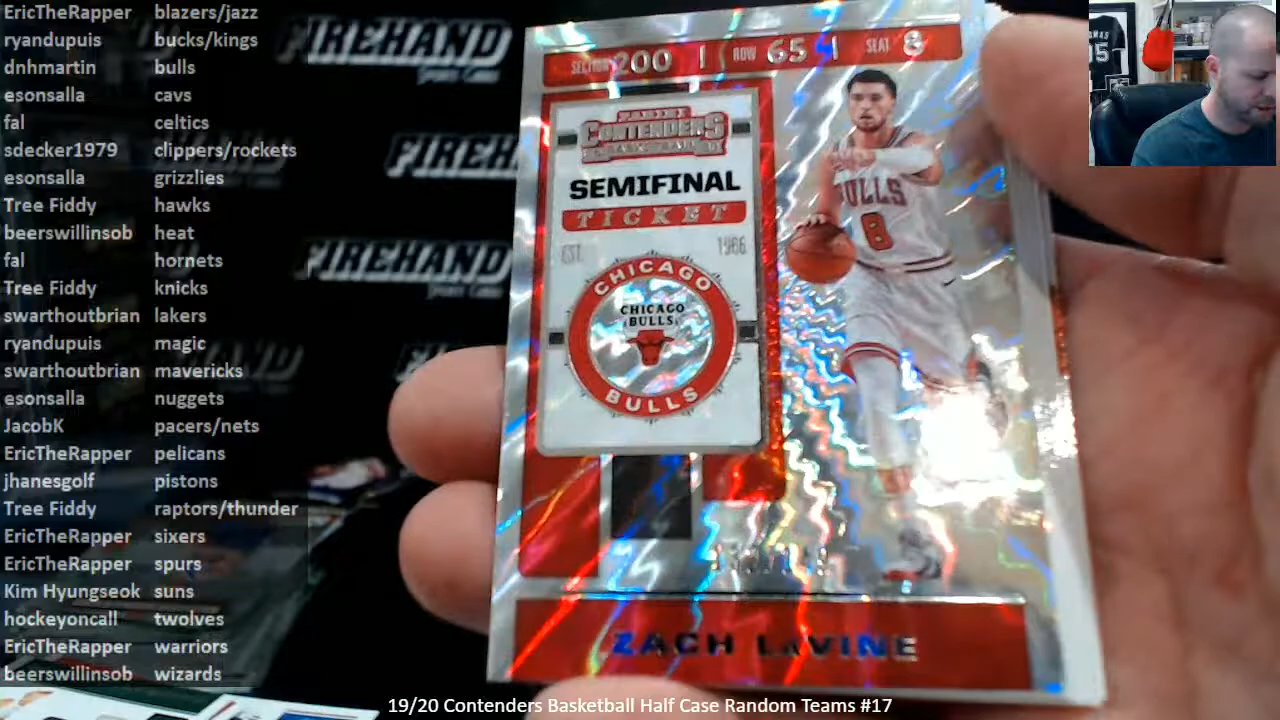 EricTheRapper blazers/jazz
ryandupuis bucks/kings
dnhmartin bulls
esonsalla cavs
fal celtics
sdecker1979 clippers/rockets
esonsalla grizzlies
Tree Fiddy hawks
beerswillinsob heat
fal hornets
Tree Fiddy knicks
swarthoutbrian lakers
ryandupuis magic
swarthoutbrian mavericks
esonsalla nuggets
JacobK pacers/nets
EricTheRapper pelicans
jhanesgolf pistons
Tree Fiddy raptors/thunder
EricTheRapper sixers
EricTheRapper spurs
Kim Hyungseok suns
hockeyoncall twolves
EricTheRapper warriors
beerswillinsob wizards
FIREHAND
FIREH
FIREHAND
SECTION 200 | ROW 65 | SEAT 8
PANINI
CONTENDERS
SEMIFINAL
TICKET
EST. 1966
CHICAGO
CHICAGO
BULLS
BULLS
BULLS
8
ZACH LAVINE
15
19/20 Contenders Basketball Half Case Random Teams #17